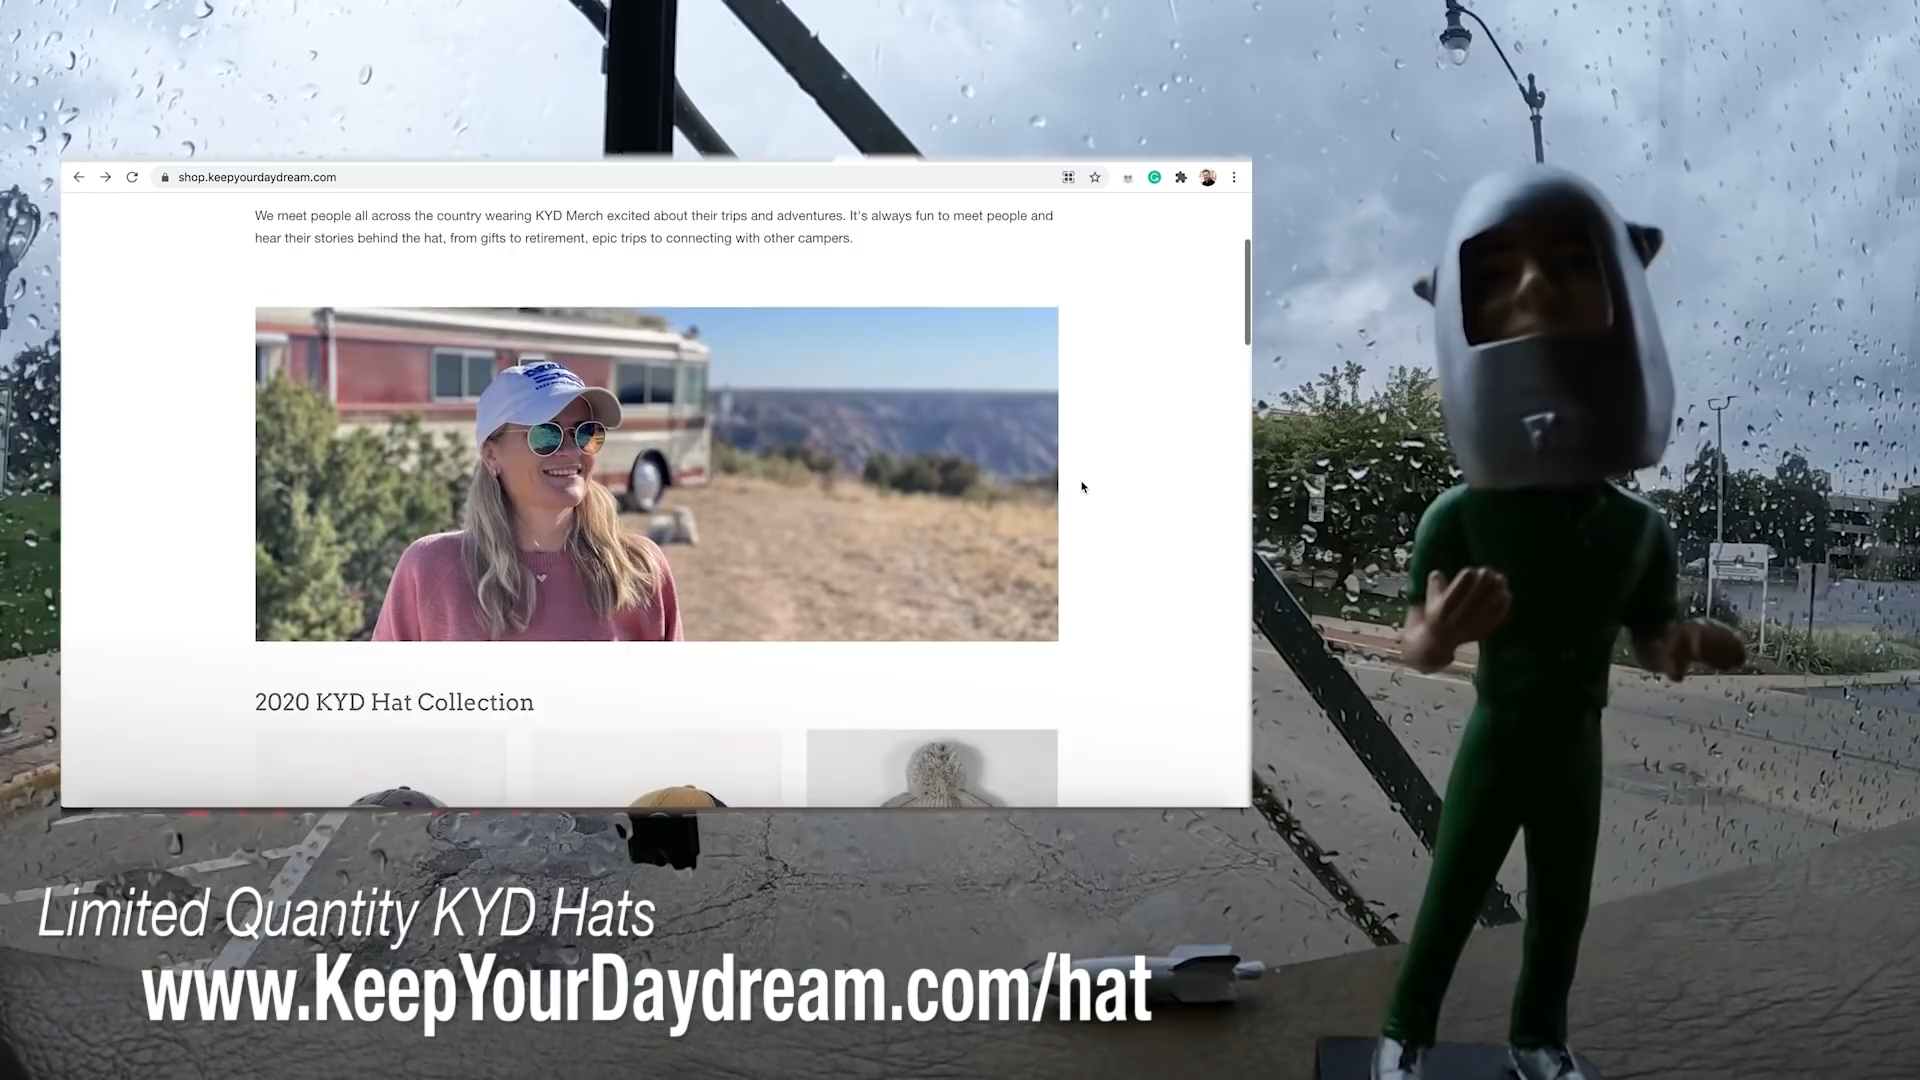 shop.keepyourdaydream.com
We meet people all across the country wearing KYD Merch excited about their trips and adventures. It's always fun to meet people and
hear their stories behind the hat, from gifts to retirement, epic trips to connecting with other campers.
2020 KYD Hat Collection
Limited Quantity KYD Hats
www.KeepYourDaydream.com/hat